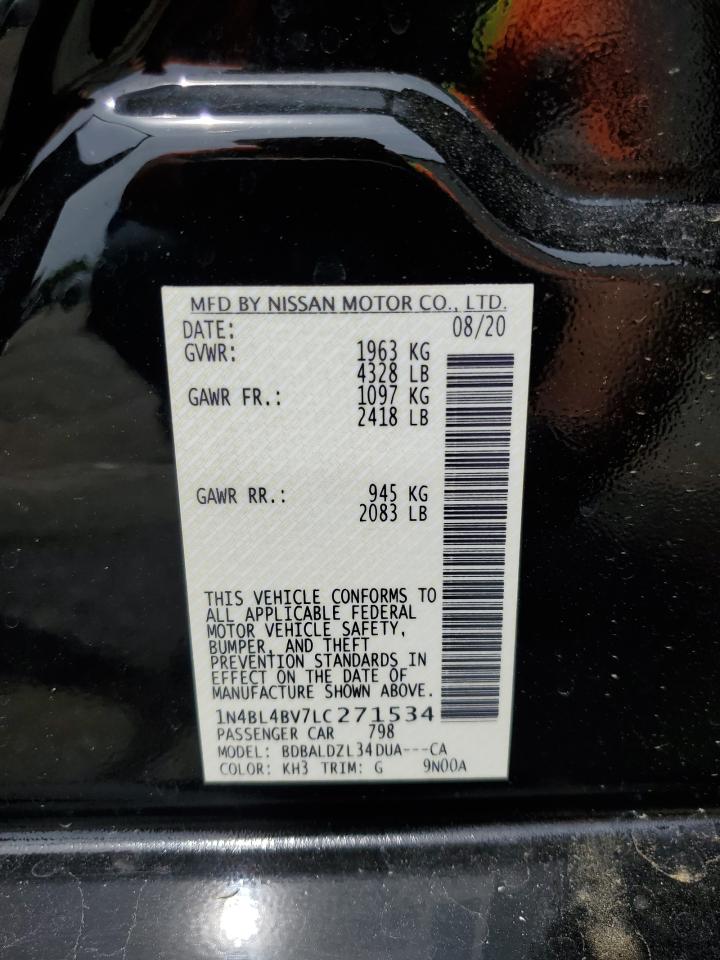 MFD BY NISSAN MOTOR CO., LTD.
DATE: 08/20
GVWR: 1963 KG
4328 LB
GAWR FR.: 1097 KG
2418 LB
GAWR RR.: 945 KG
2083 LB
THIS VEHICLE CONFORMS TO
ALL APPLICABLE FEDERAL
MOTOR VEHICLE SAFETY,
BUMPER, AND THEFT
PREVENTION STANDARDS IN
EFFECT ON THE DATE OF
MANUFACTURE SHOWN ABOVE.
1N4BL4BV7LC271534
PASSENGER CAR 798
MODEL: BDBALDZL34DUA---CA
COLOR: KH3 TRIM: G 9N00A